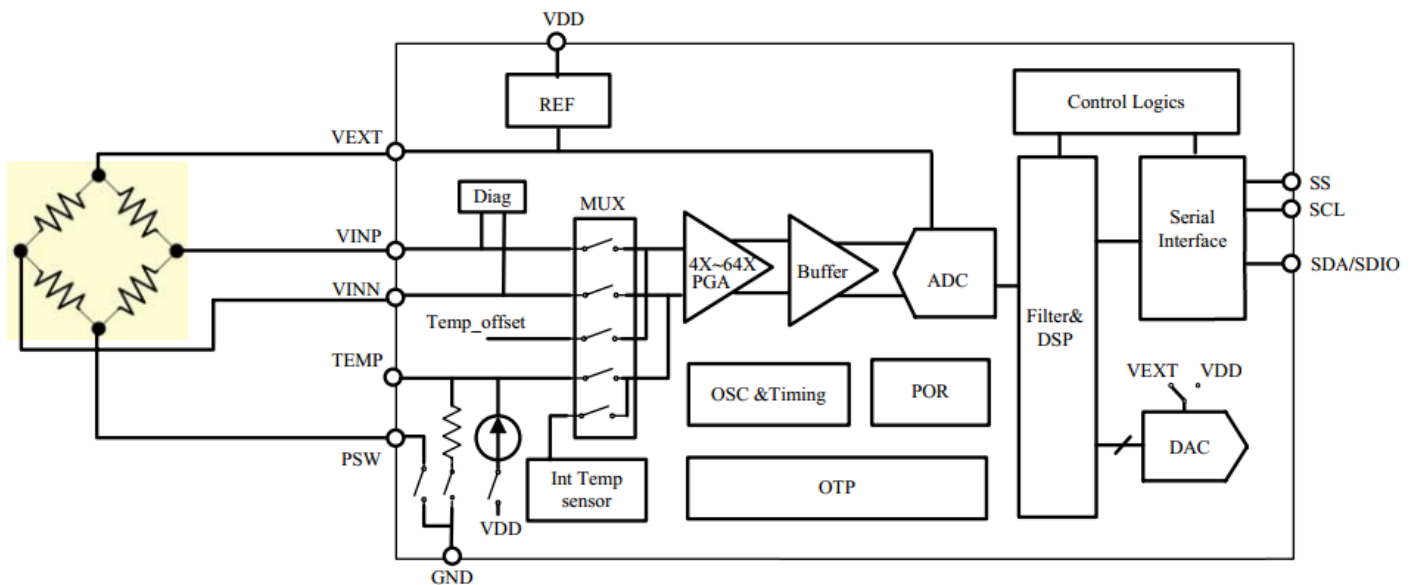 VDD
REF
Control Logics
VEXT
Diag
MUX
SS
SCL
Serial
Interface
VINP
4X~64X
PGA
Buffer
ADC
SDA/SDIO
VINN
Temp_offset
Filter&
DSP
TEMP
VEXT
VDD
OSC &Timing
POR
PSW
DAC
Int Temp
sensor
OTP
VDD
GND